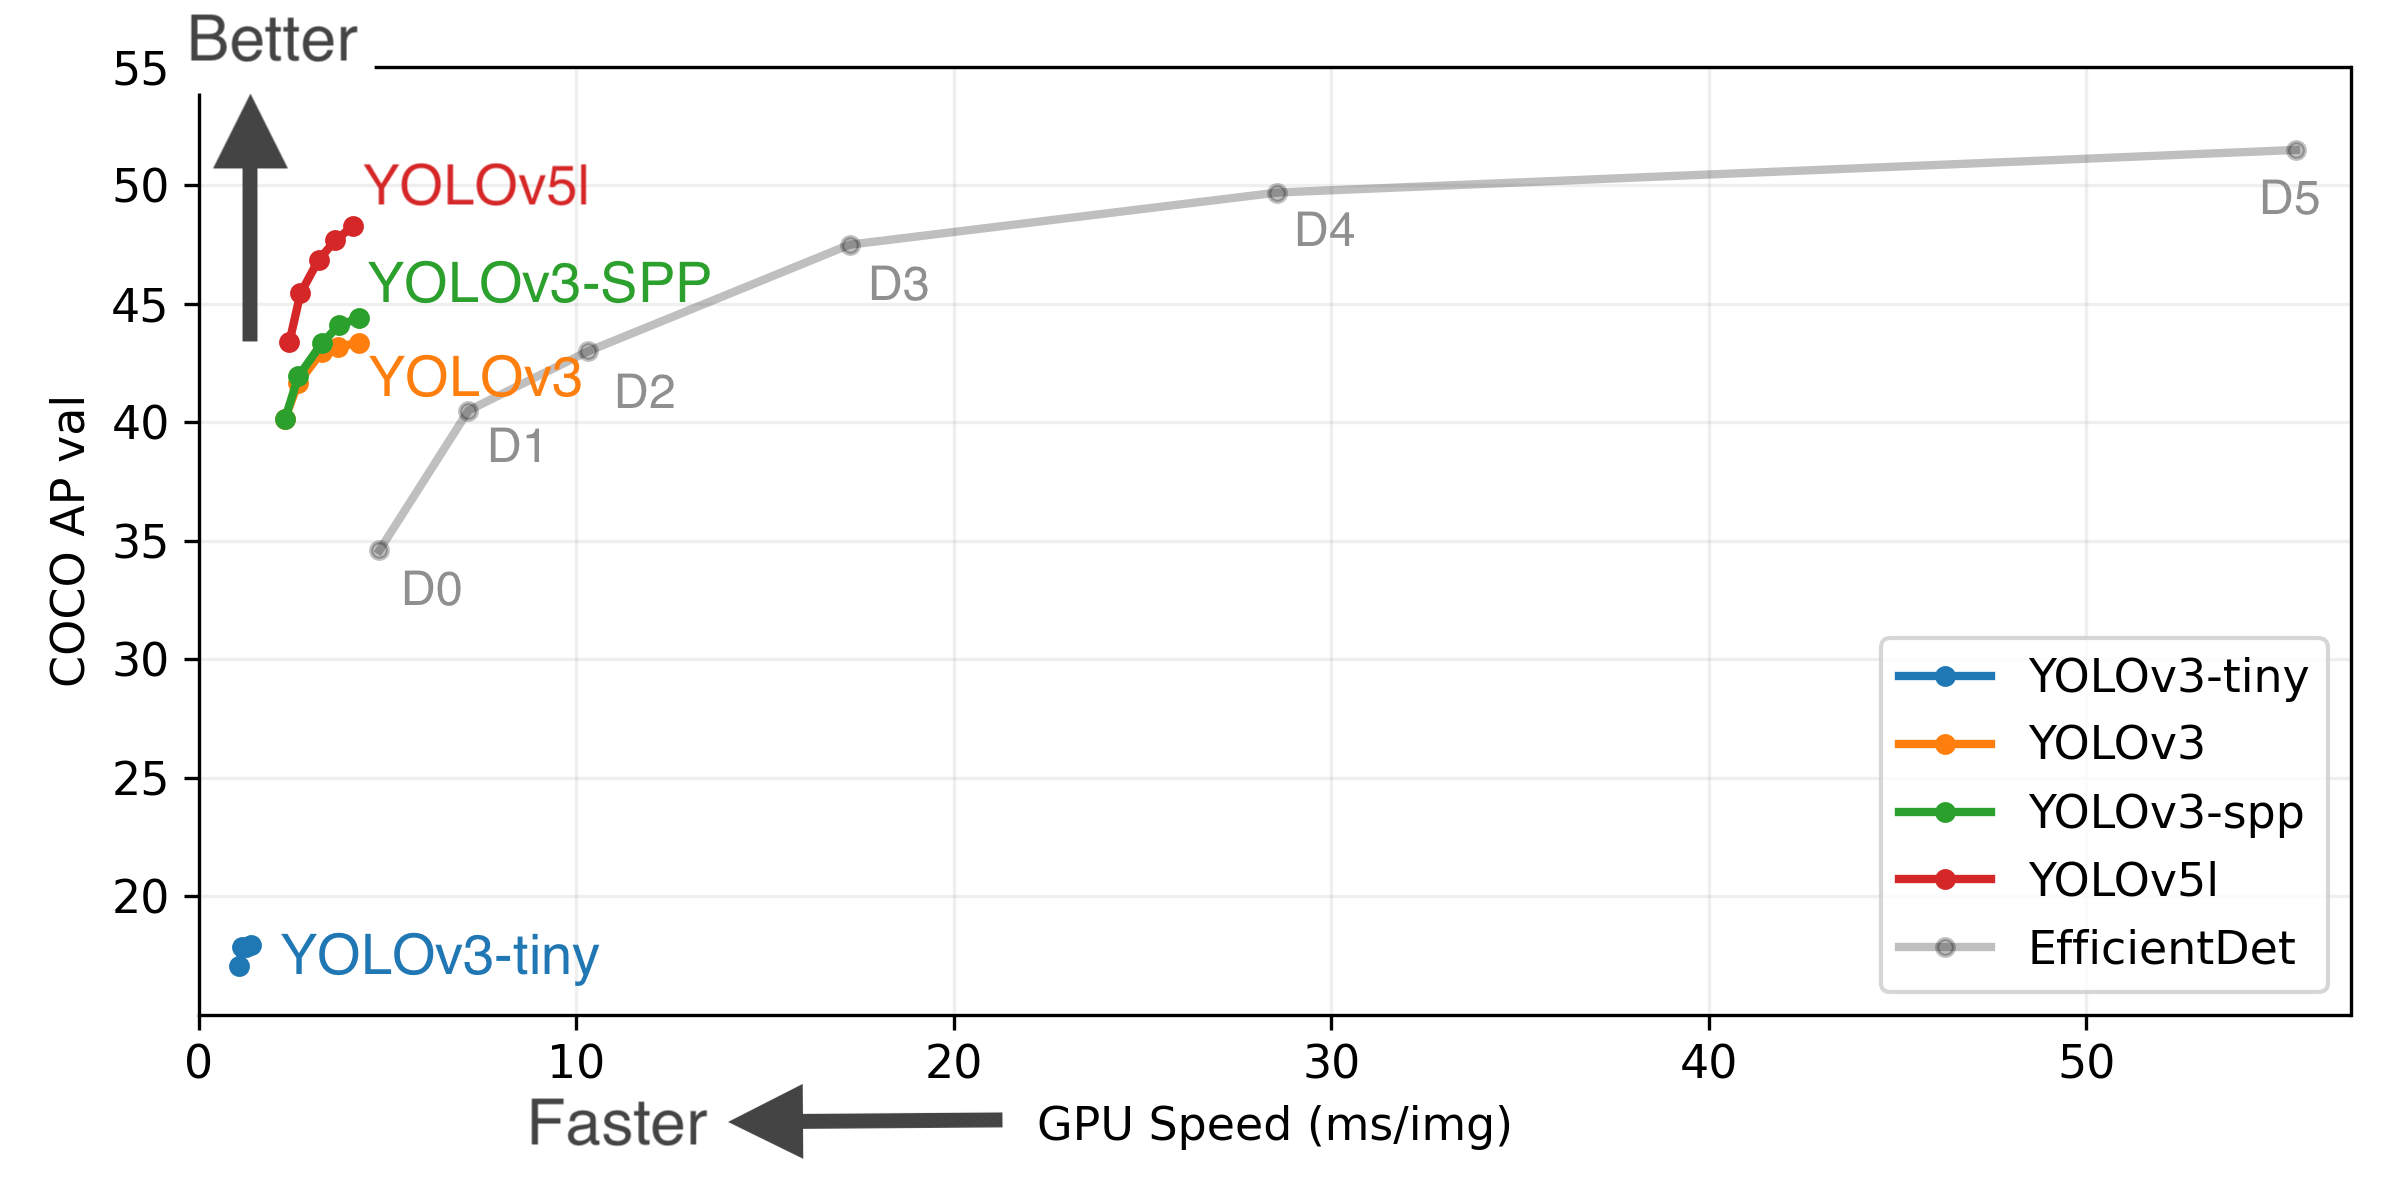 Better
55
50
45
40
35
30
25
20
COCO AP val
YOLOv5l
YOLOv3-SPP
YOLOv3
YOLOv3-tiny
D0
D1
D2
D3
D4
D5
YOLOv3-tiny
YOLOv3
YOLOv3-spp
YOLOv5l
EfficientDet
0 10 20 30 40 50
Faster GPU Speed (ms/img)